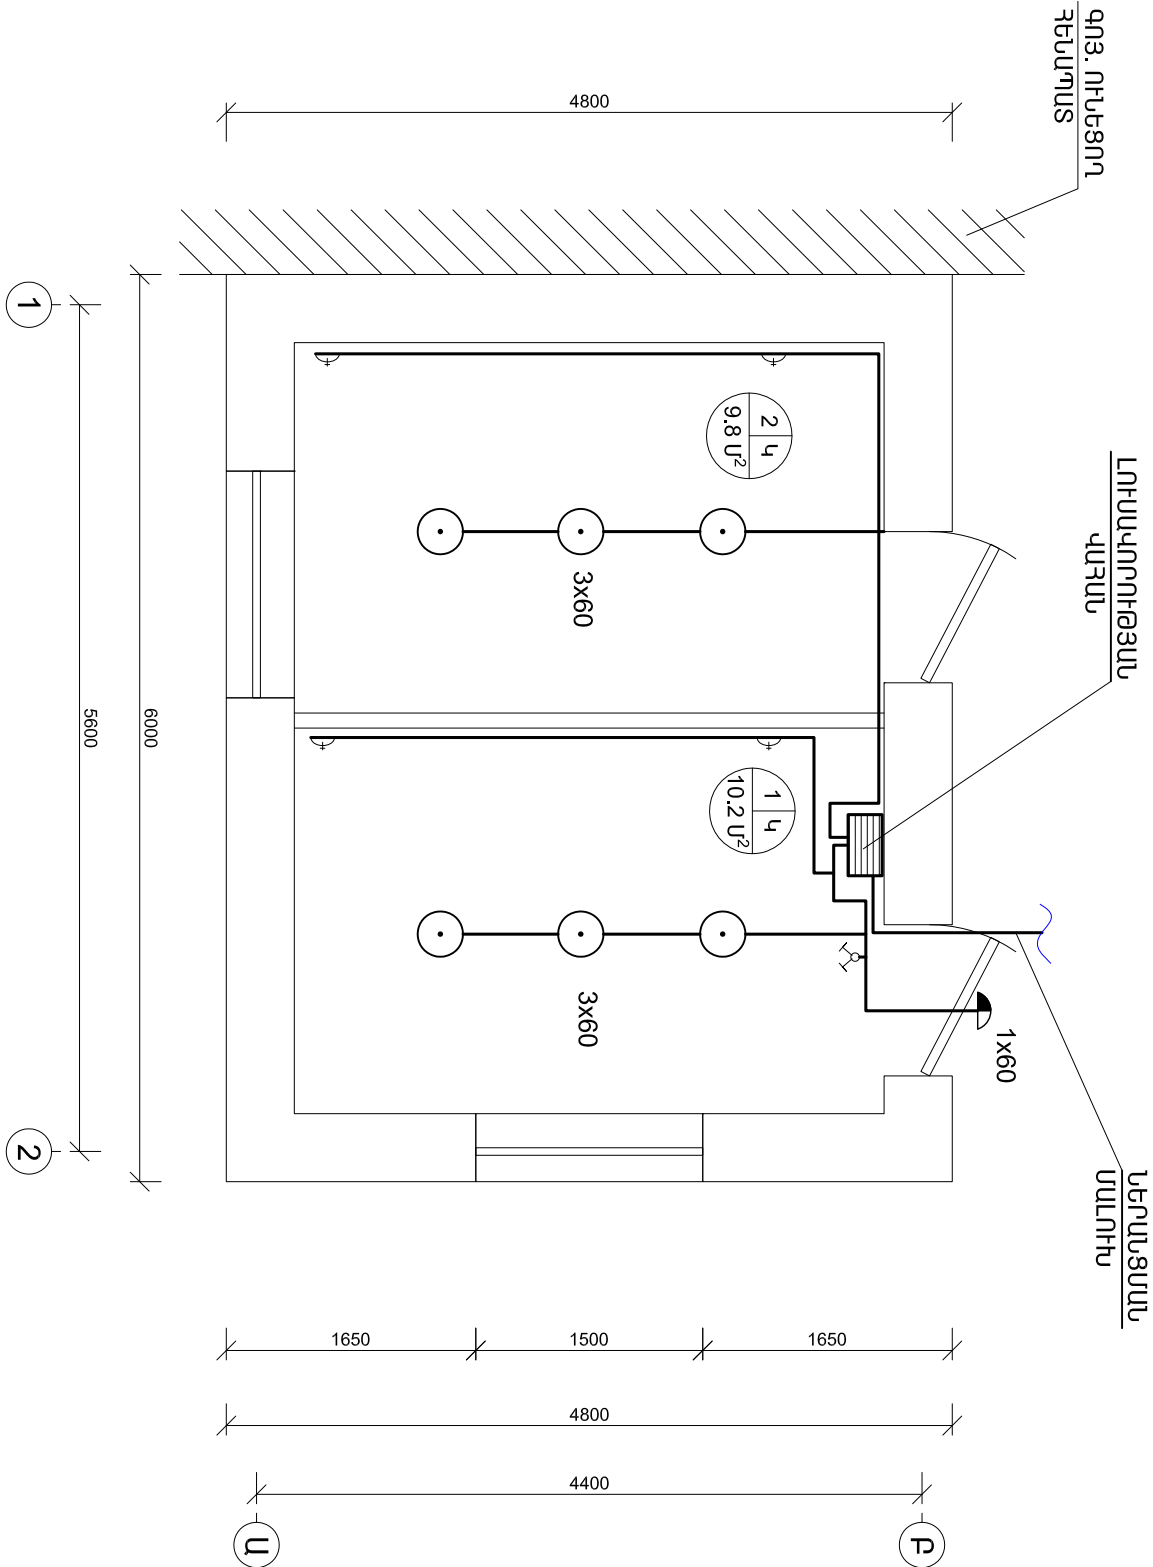 ԳՈՅ. ՈՒՆԵՑՈՂ
ՀԵՆԱՊԱՏ
ԼՈՒՍԱՎՈՐՈՒԹՅԱՆ
ՎԱՀԱՆ
ՆԵՐԱՆՑՄԱՆ
ՄԱԼՈՒԽ
4800
2 Կ
9.8 Մ²
3x60
1 Կ
10.2 Մ²
3x60
1x60
1
2
5600
6000
1650
1500
1650
4800
4400
Ա
Բ